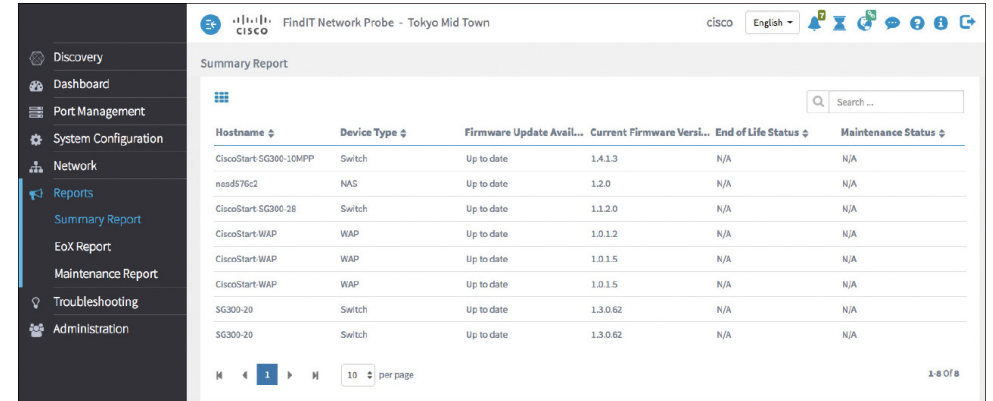 CISCO
FindIT Network Probe - Tokyo Mid Town
cisco
English
7
Discovery
Dashboard
Port Management
System Configuration
Network
Reports
Summary Report
EoX Report
Maintenance Report
Troubleshooting
Administration
Summary Report
Search ...
Hostname Device Type Firmware Update Avail... Current Firmware Versi... End of Life Status Maintenance Status
CiscoStart-SG300-10MPP Switch Up to date 1.4.1.3 N/A N/A
nasd576c2 NAS Up to date 1.2.0 N/A N/A
CiscoStart-SG300-28 Switch Up to date 1.1.2.0 N/A N/A
CiscoStart-WAP WAP Up to date 1.0.1.2 N/A N/A
CiscoStart-WAP WAP Up to date 1.0.1.5 N/A N/A
CiscoStart-WAP WAP Up to date 1.0.1.5 N/A N/A
SG300-20 Switch Up to date 1.3.0.62 N/A N/A
SG300-20 Switch Up to date 1.3.0.62 N/A N/A
1 10 per page 1-8 Of 8